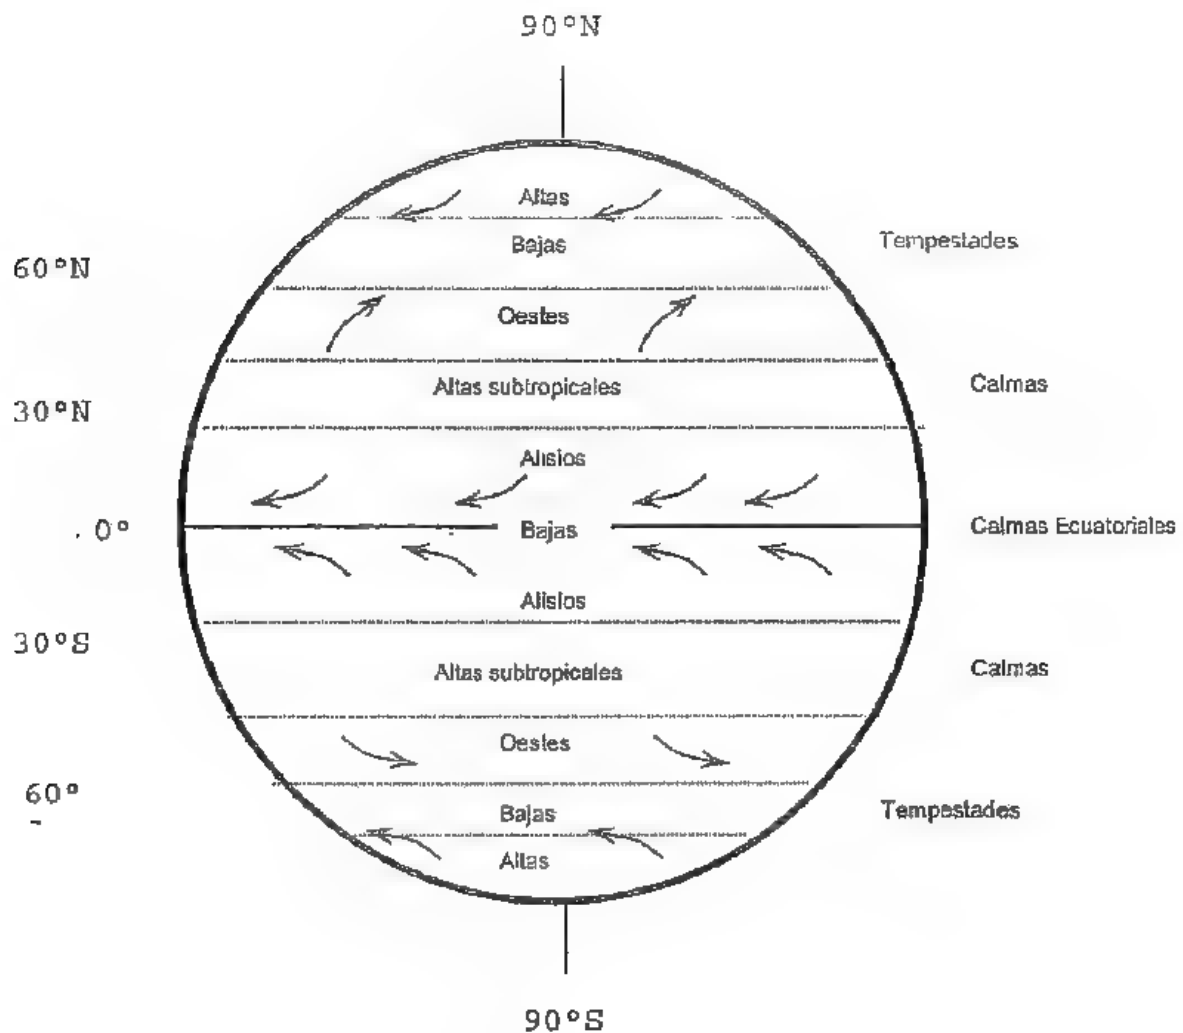 90°N
Altas
Bajas
Tempestades
60°N
Oestes
Altas subtropicales
Calmas
30°N
Alisios
0°
Bajas
Calmas Ecuatoriales
Alisios
30°S
Altas subtropicales
Calmas
Oestes
60°
Bajas
Tempestades
Altas
90°S